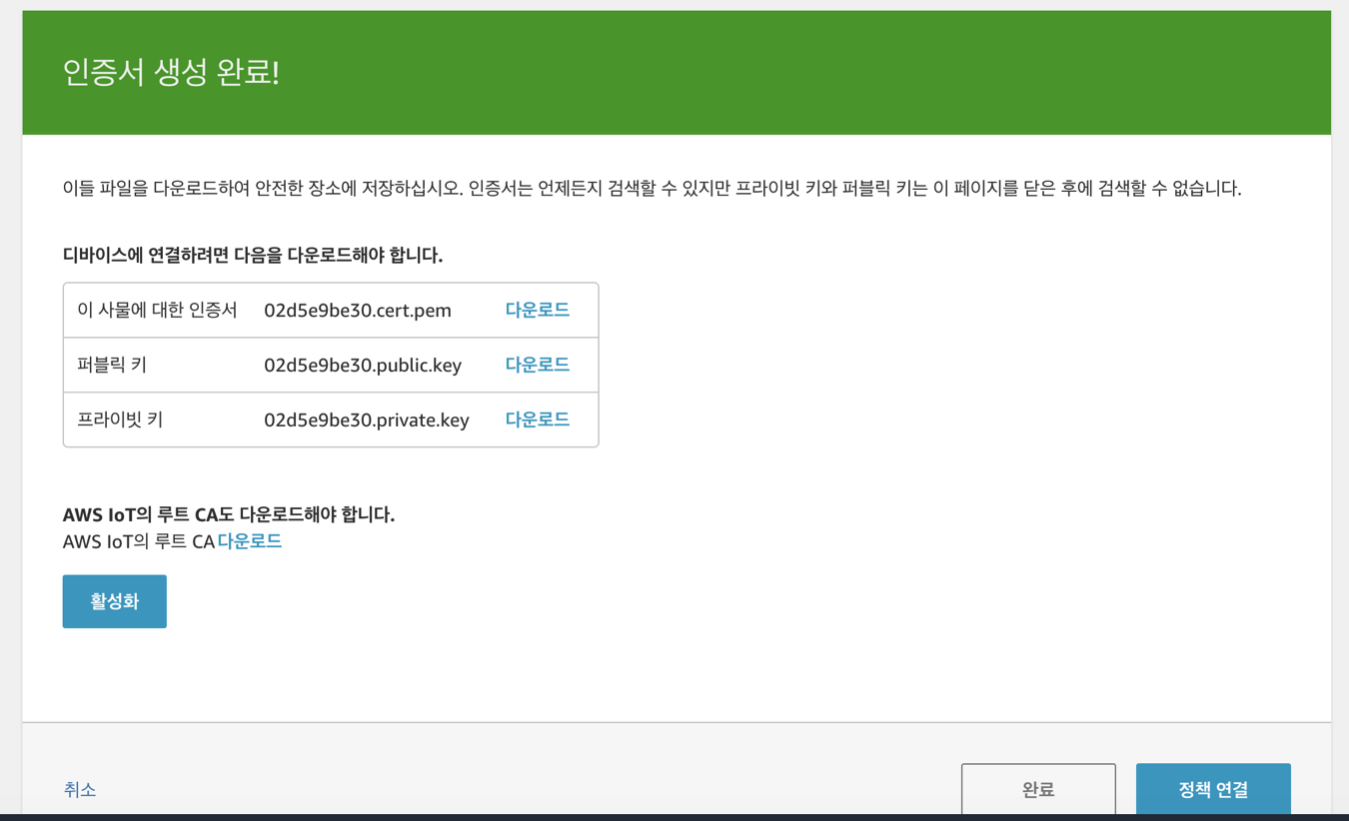 인증서 생성 완료!
이들 파일을 다운로드하여 안전한 장소에 저장하십시오. 인증서는 언제든지 검색할 수 있지만 프라이빗 키와 퍼블릭 키는 이 페이지를 닫은 후에 검색할 수 없습니다.
디바이스에 연결하려면 다음을 다운로드해야 합니다.
이 사물에 대한 인증서 02d5e9be30.cert.pem 다운로드
퍼블릭 키 02d5e9be30.public.key 다운로드
프라이빗 키 02d5e9be30.private.key 다운로드
AWS IoT의 루트 CA도 다운로드해야 합니다.
AWS IoT의 루트 CA 다운로드
활성화
취소 완료 정책 연결